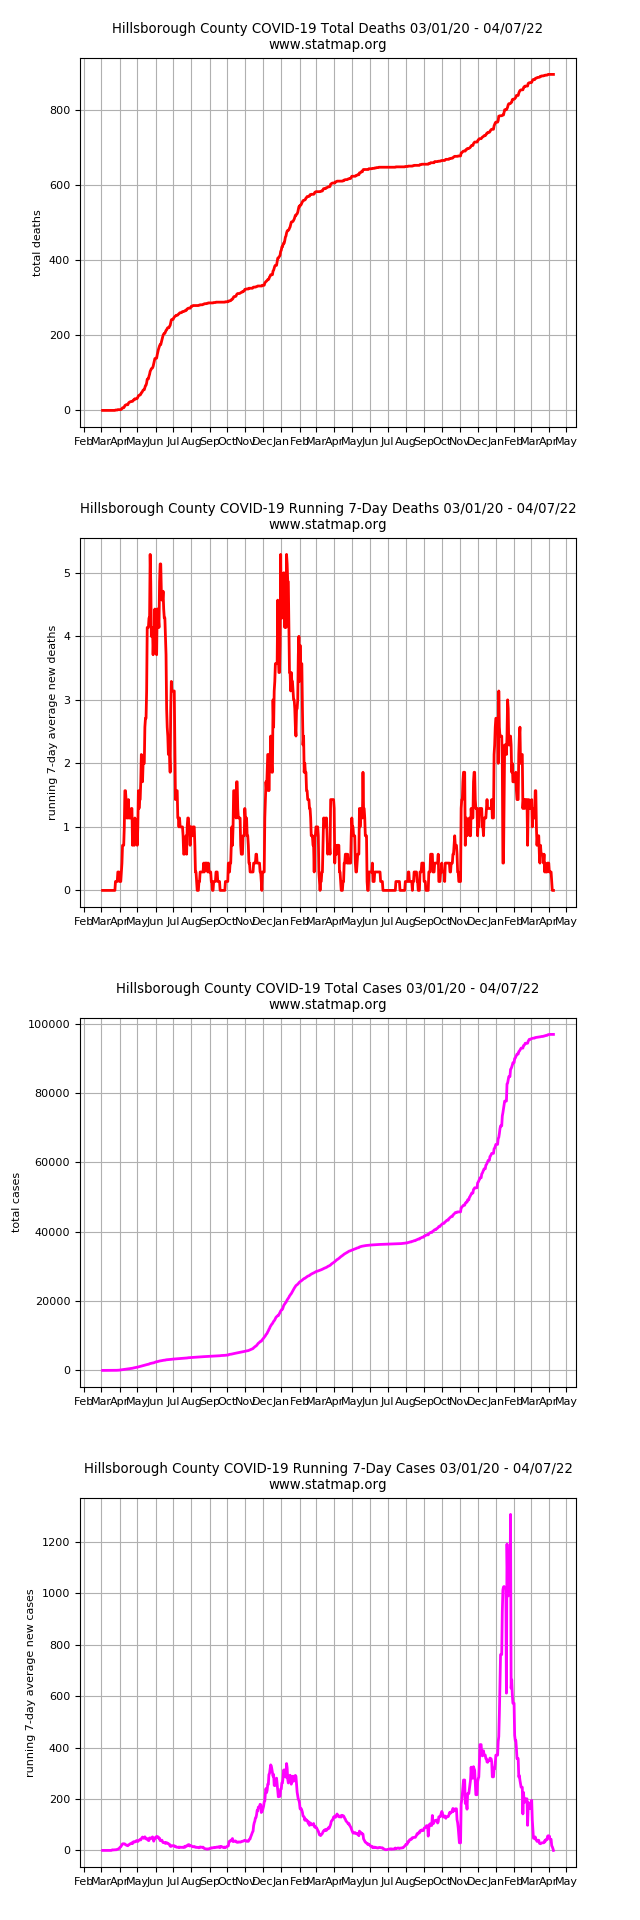 Hillsborough County COVID-19 Total Deaths 03/01/20 - 04/07/22
www.statmap.org
800
600
400
200
0
total deaths
Feb Mar Apr May Jun Jul Aug Sep Oct Nov Dec Jan Feb Mar Apr May Jun Jul Aug Sep Oct Nov Dec Jan Feb Mar Apr May
Hillsborough County COVID-19 Running 7-Day Deaths 03/01/20 - 04/07/22
www.statmap.org
5
4
3
2
1
0
running 7-day average new deaths
Feb Mar Apr May Jun Jul Aug Sep Oct Nov Dec Jan Feb Mar Apr May Jun Jul Aug Sep Oct Nov Dec Jan Feb Mar Apr May
Hillsborough County COVID-19 Total Cases 03/01/20 - 04/07/22
www.statmap.org
100000
80000
60000
40000
20000
0
total cases
Feb Mar Apr May Jun Jul Aug Sep Oct Nov Dec Jan Feb Mar Apr May Jun Jul Aug Sep Oct Nov Dec Jan Feb Mar Apr May
Hillsborough County COVID-19 Running 7-Day Cases 03/01/20 - 04/07/22
www.statmap.org
1200
1000
800
600
400
200
0
running 7-day average new cases
Feb Mar Apr May Jun Jul Aug Sep Oct Nov Dec Jan Feb Mar Apr May Jun Jul Aug Sep Oct Nov Dec Jan Feb Mar Apr May